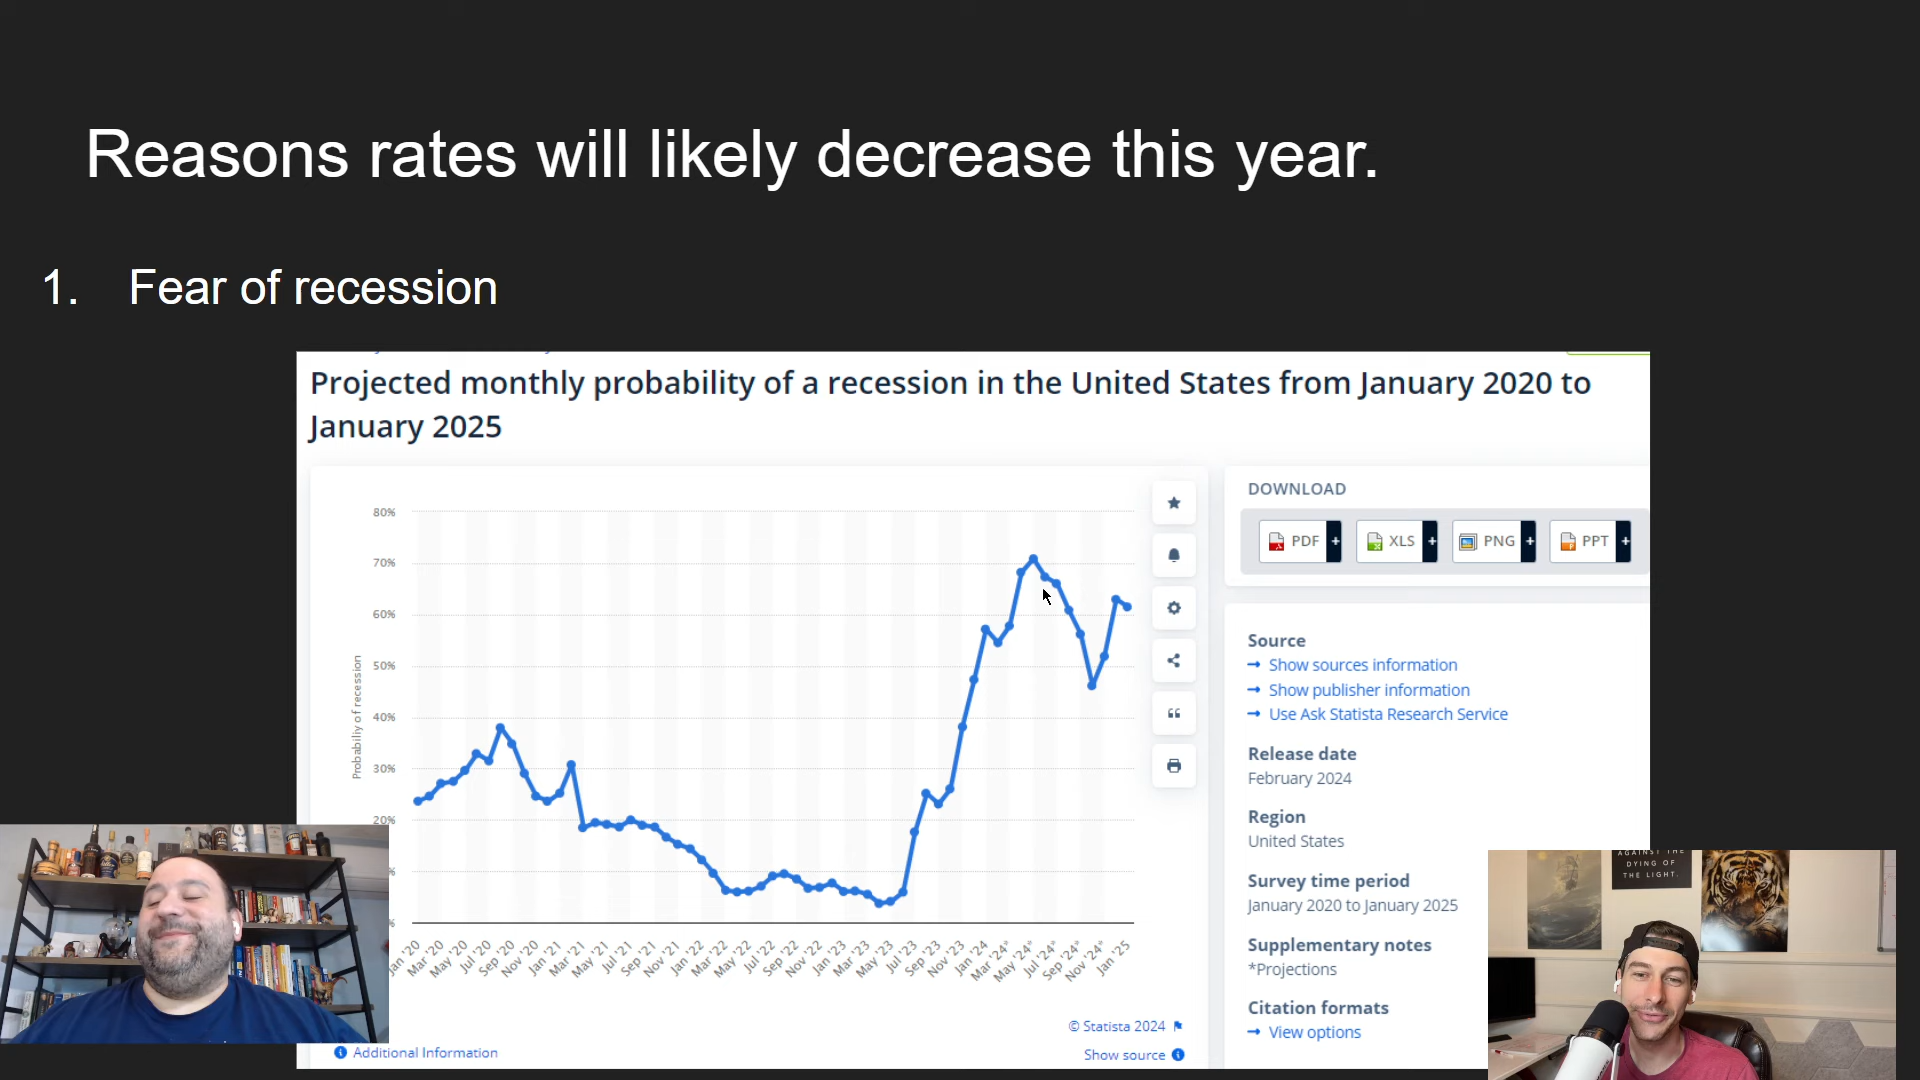 Reasons rates will likely decrease this year.
1. Fear of recession
Projected monthly probability of a recession in the United States from January 2020 to
January 2025
80%
70%
60%
50%
40%
30%
20%
%
%
Probability of recession
Jan '20
Mar '20
May '20
Jul '20
Sep '20
Nov '20
Jan '21
Mar '21
May '21
Jul '21
Sep '21
Nov '21
Jan '22
Mar '22
May '22
Jul '22
Sep '22
Nov '22
Jan '23
Mar '23
May '23
Jul '23
Sep '23
Nov '23
Jan '24
Mar '24*
May '24*
Jul '24*
Sep '24*
Nov '24*
Jan '25
© Statista 2024
Additional Information
Show source
DOWNLOAD
PDF + XLS + PNG + PPT +
Source
→ Show sources information
→ Show publisher information
→ Use Ask Statista Research Service
Release date
February 2024
Region
United States
Survey time period
January 2020 to January 2025
Supplementary notes
*Projections
Citation formats
→ View options
AGAINST THE
DYING OF
THE LIGHT.